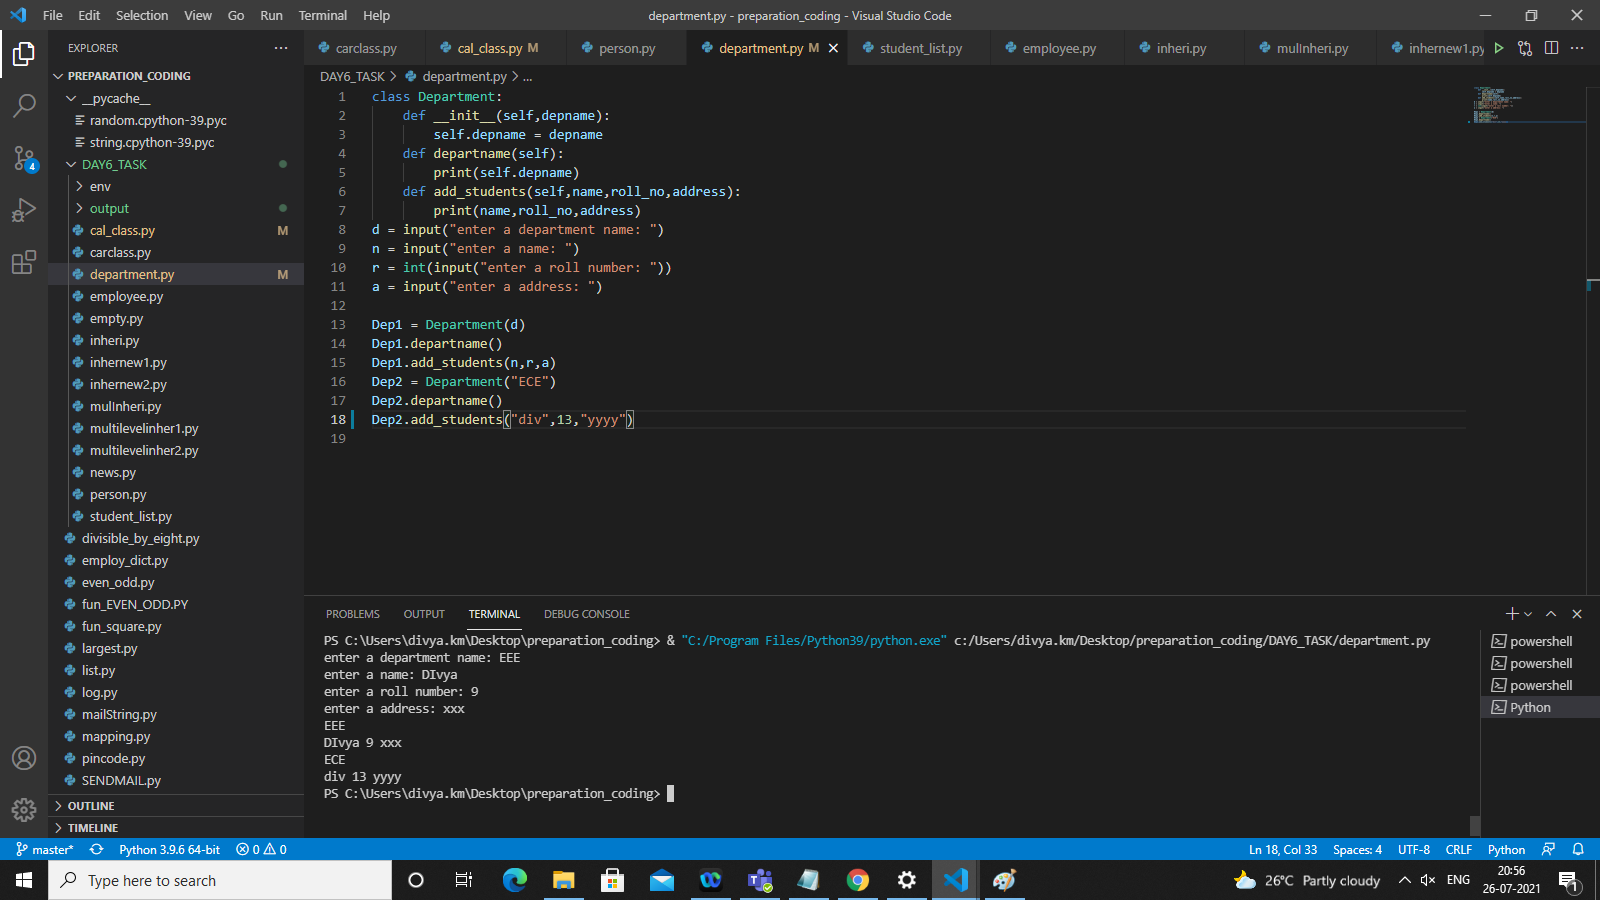 File Edit Selection View Go Run Terminal Help
department.py - preparation_coding - Visual Studio Code
EXPLORER
PREPARATION_CODING
__pycache__
random.cpython-39.pyc
string.cpython-39.pyc
DAY6_TASK
env
output
cal_class.py M
carclass.py
department.py M
employee.py
empty.py
inheri.py
inhernew1.py
inhernew2.py
mulInheri.py
multilevelinher1.py
multilevelinher2.py
news.py
person.py
student_list.py
divisible_by_eight.py
employ_dict.py
even_odd.py
fun_EVEN_ODD.PY
fun_square.py
largest.py
list.py
log.py
mailString.py
mapping.py
pincode.py
SENDMAIL.py
OUTLINE
TIMELINE
4
carclass.py cal_class.py M person.py department.py M student_list.py employee.py inheri.py mulInheri.py inhernew1.py
DAY6_TASK > department.py > ...
1 class Department:
2 def __init__(self,depname):
3 self.depname = depname
4 def departname(self):
5 print(self.depname)
6 def add_students(self,name,roll_no,address):
7 print(name,roll_no,address)
8 d = input("enter a department name: ")
9 n = input("enter a name: ")
10 r = int(input("enter a roll number: "))
11 a = input("enter a address: ")
12
13 Dep1 = Department(d)
14 Dep1.departname()
15 Dep1.add_students(n,r,a)
16 Dep2 = Department("ECE")
17 Dep2.departname()
18 Dep2.add_students("div",13,"yyyy")
19
PROBLEMS OUTPUT TERMINAL DEBUG CONSOLE
PS C:\Users\divya.km\Desktop\preparation_coding> & "C:/Program Files/Python39/python.exe" c:/Users/divya.km/Desktop/preparation_coding/DAY6_TASK/department.py
enter a department name: EEE
enter a name: DIvya
enter a roll number: 9
enter a address: xxx
EEE
DIvya 9 xxx
ECE
div 13 yyyy
PS C:\Users\divya.km\Desktop\preparation_coding>
powershell
powershell
powershell
Python
master* Python 3.9.6 64-bit 0 0 Ln 18, Col 33 Spaces: 4 UTF-8 CRLF Python
Type here to search
26°C Partly cloudy ENG
20:56
26-07-2021
1